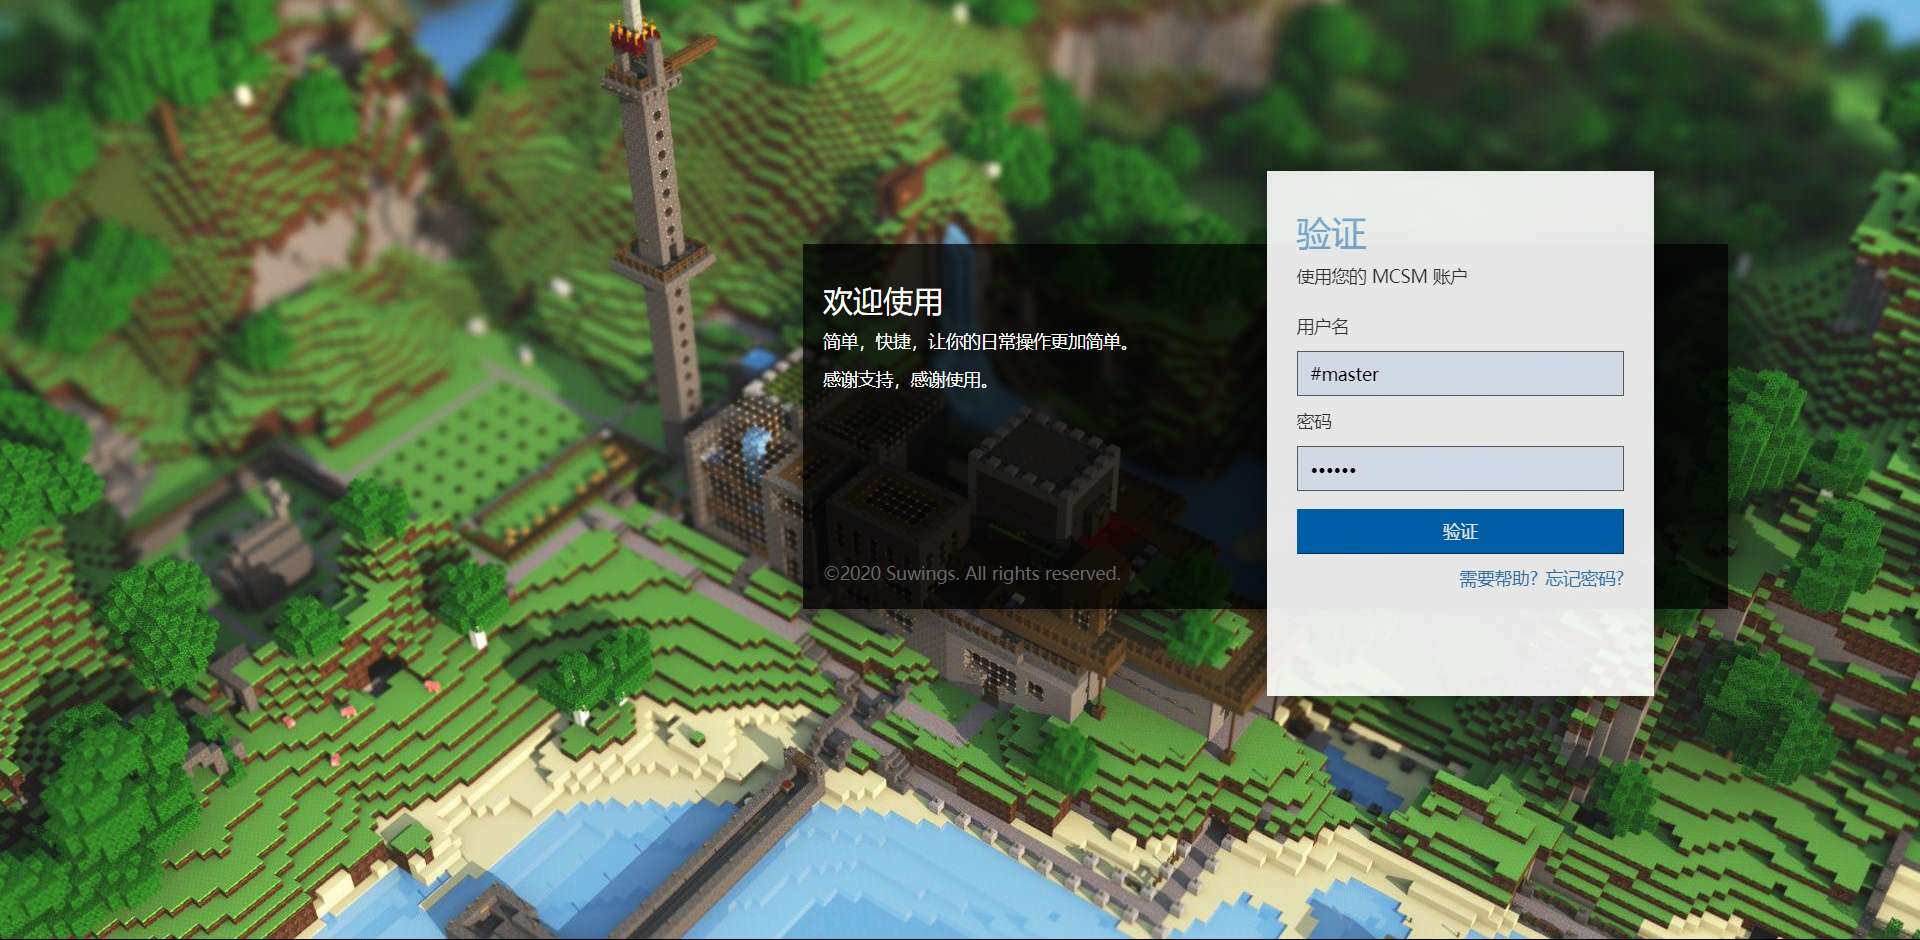 欢迎使用
简单，快捷，让你的日常操作更加简单。
感谢支持，感谢使用。
©2020 Suwings. All rights reserved.
验证
使用您的 MCSM 账户
用户名
#master
密码
••••••
验证
需要帮助? 忘记密码?